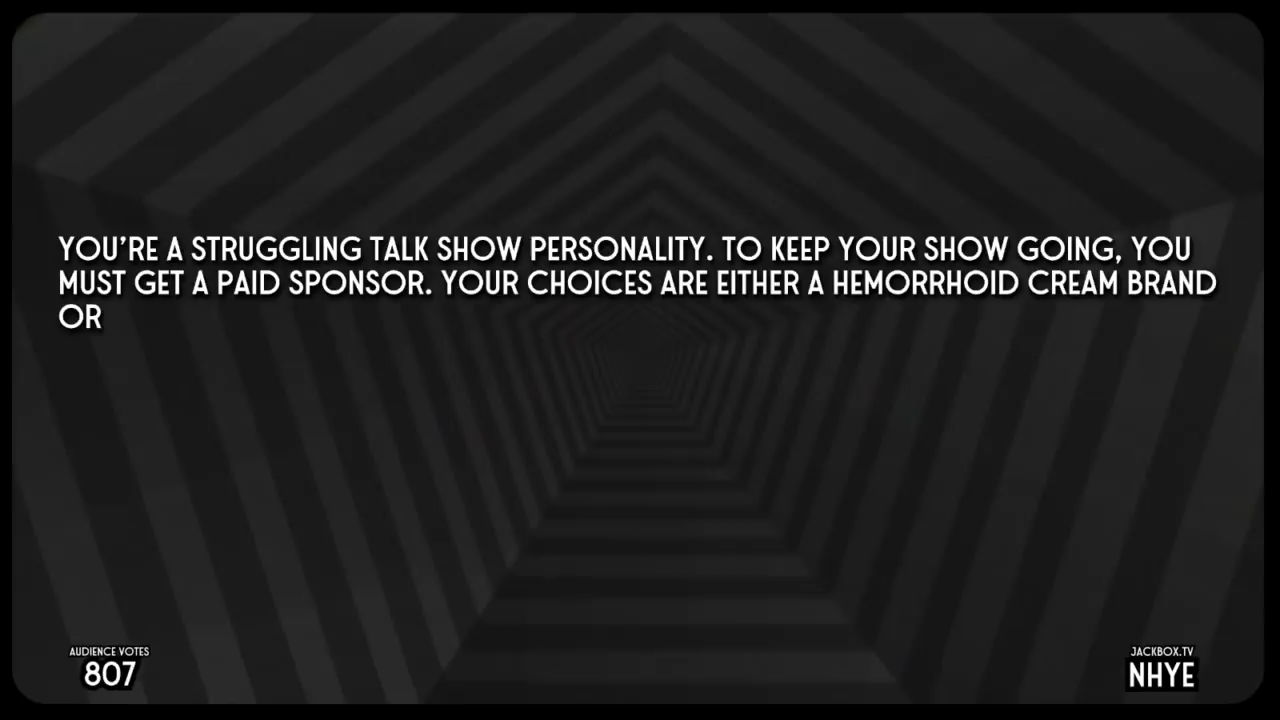 YOU'RE A STRUGGLING TALK SHOW PERSONALITY. TO KEEP YOUR SHOW GOING, YOU
MUST GET A PAID SPONSOR. YOUR CHOICES ARE EITHER A HEMORRHOID CREAM BRAND
OR
AUDIENCE VOTES
807
JACKBOX.TV
NHYE